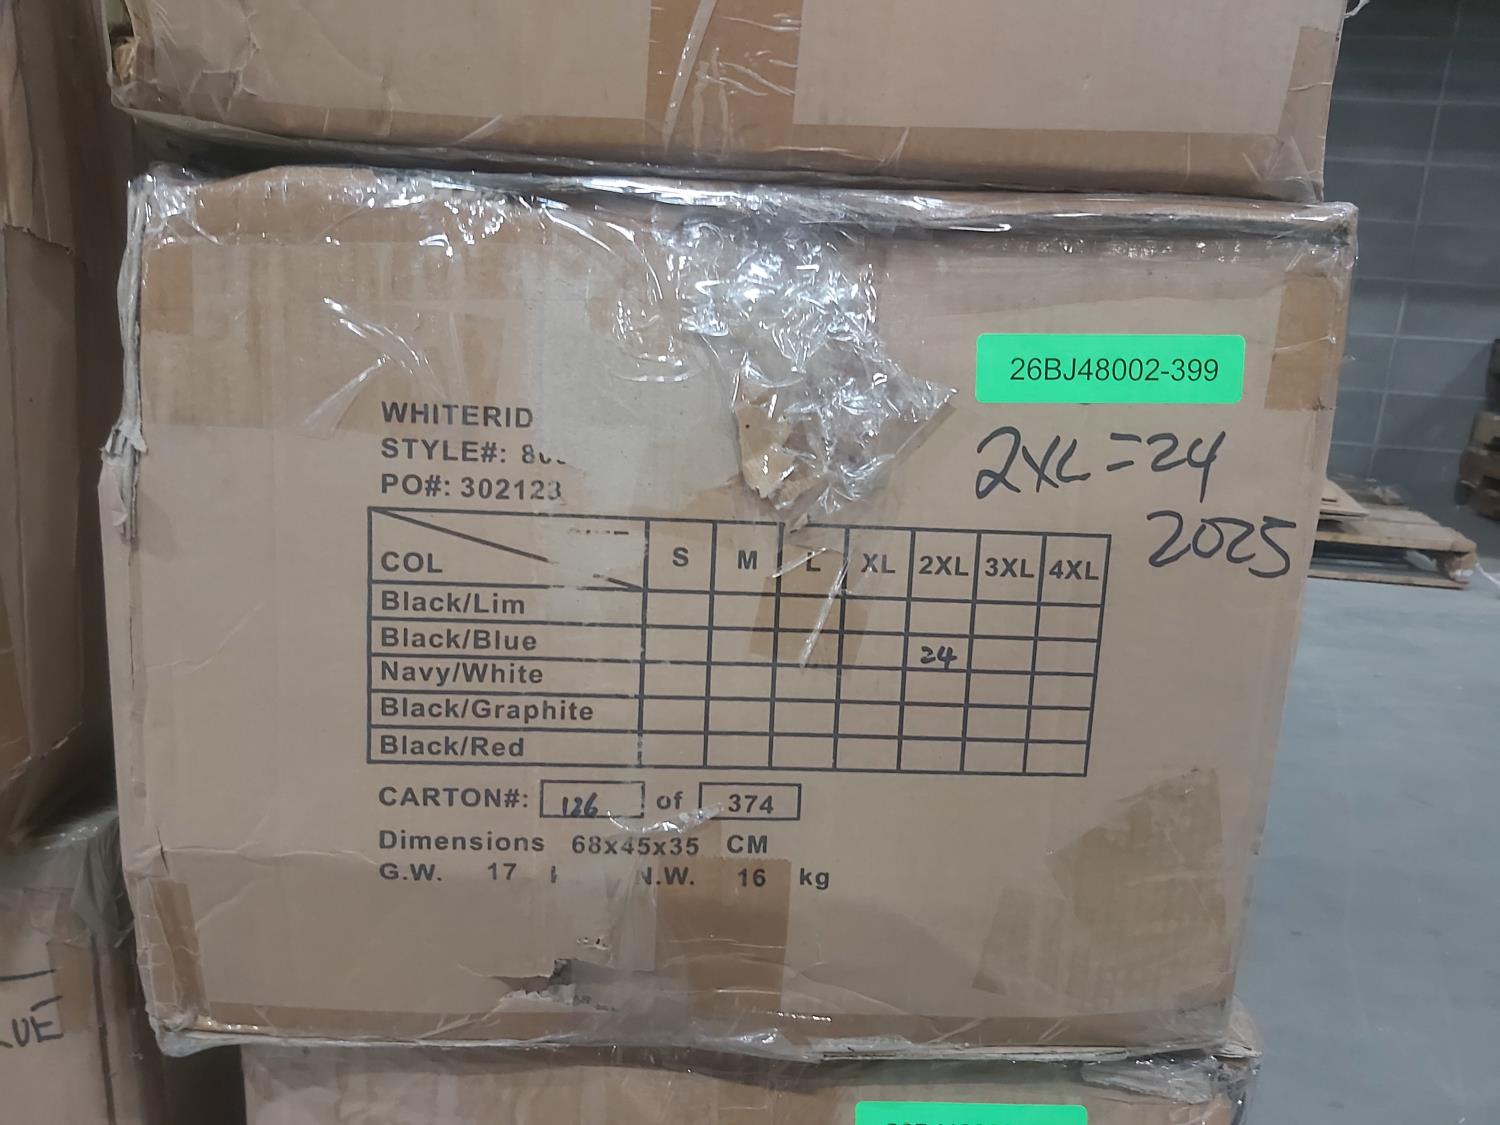 26BJ48002-399
2XL=24
2025
WHITERID
STYLE#:
PO#: 302123
COL S M L XL 2XL 3XL 4XL
Black/Lim
Black/Blue 24
Navy/White
Black/Graphite
Black/Red
CARTON#: 126 of 374
Dimensions 68x45x35 CM
G.W. 17 N.W. 16 kg
UE